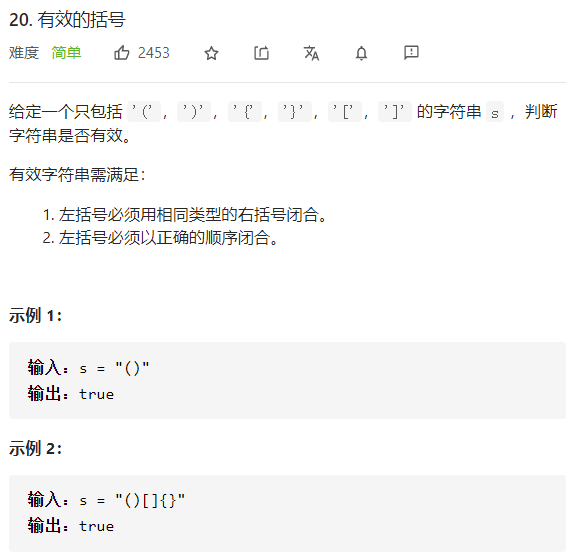 20. 有效的括号
难度 简单 2453
给定一个只包括 '(', ')', '{', '}', '[', ']' 的字符串 s ，判断
字符串是否有效。
有效字符串需满足：
1. 左括号必须用相同类型的右括号闭合。
2. 左括号必须以正确的顺序闭合。
示例 1：
输入：s = "()"
输出：true
示例 2：
输入：s = "()[]{}"
输出：true